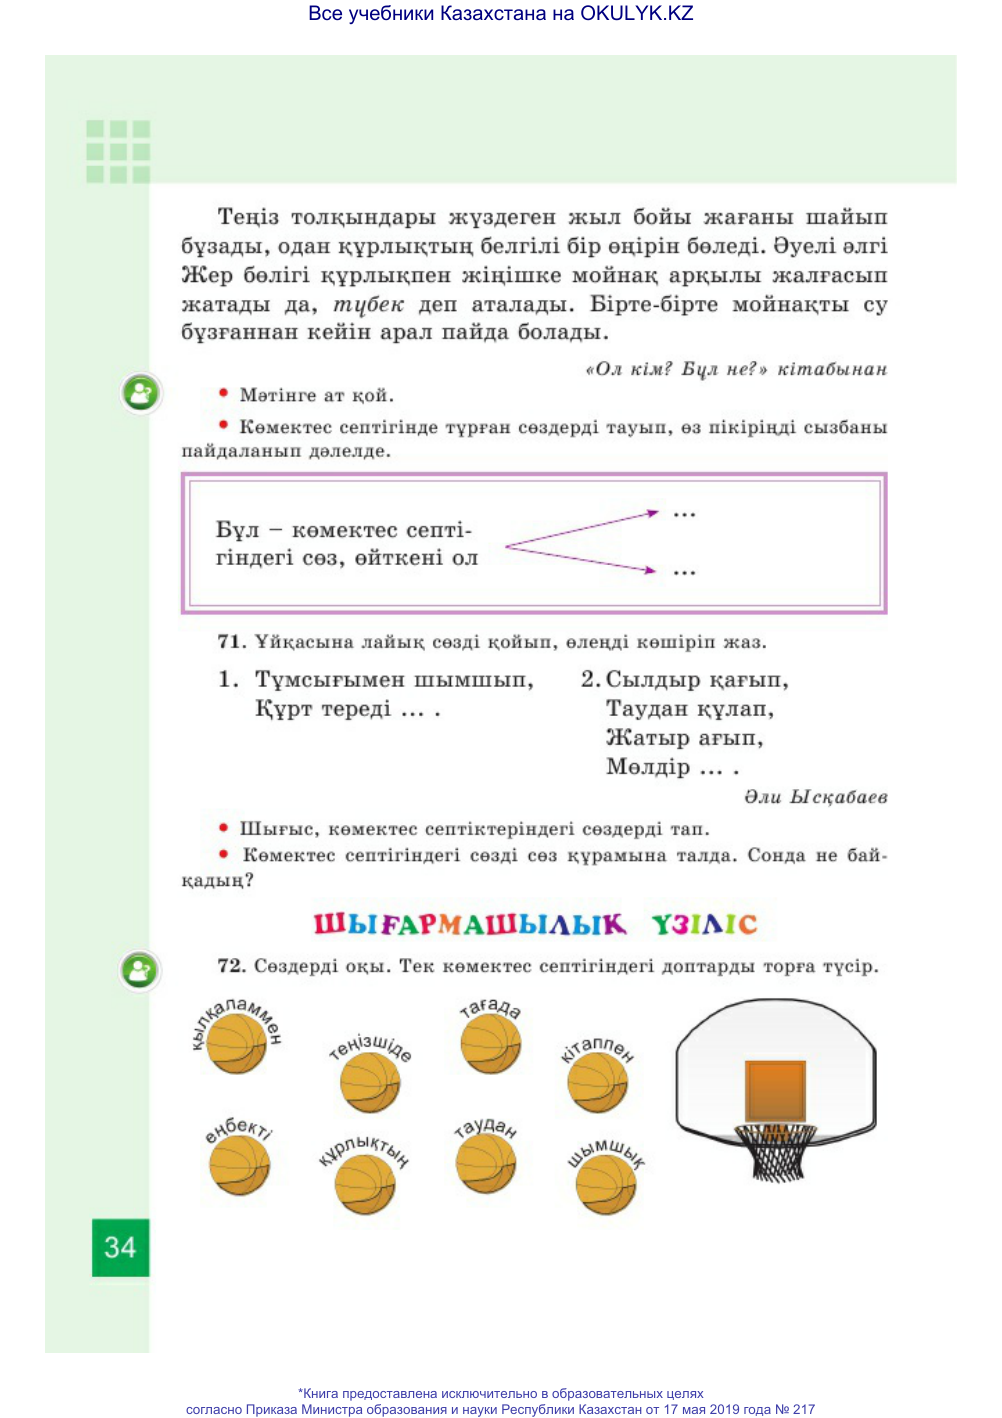 Все учебники Казахстана на OKULYK.KZ
Теңіз толқындары жүздеген жыл бойы жағаны шайып
бұзады, одан құрлықтың белгілі бір өңірін бөледі. Әуелі әлгі
Жер бөлігі құрлықпен жіңішке мойнақ арқылы жалғасып
жатады да, түбек деп аталады. Бірте-бірте мойнақты су
бұзғаннан кейін арал пайда болады.
«Ол кім? Бұл не?» кітабынан
• Мәтінге ат қой.
• Көмектес септігінде тұрған сөздерді тауып, өз пікіріңді сызбаны
пайдаланып дәлелде.
Бұл – көмектес септі-
гіндегі сөз, өйткені ол
...
...
71. Ұйқасына лайық сөзді қойып, өлеңді көшіріп жаз.
1. Тұмсығымен шымшып,
Құрт тереді ... .
2. Сылдыр қағып,
Таудан құлап,
Жатыр ағып,
Мөлдір ... .
Әли Ысқабаев
• Шығыс, көмектес септіктеріндегі сөздерді тап.
• Көмектес септігіндегі сөзді сөз құрамына талда. Сонда не бай-
қадың?
ШЫҒАРМАШЫЛЫҚ ҮЗІЛІС
72. Сөздерді оқы. Тек көмектес септігіндегі доптарды торға түсір.
қылқаламмен
теңізшіде
тағада
кітаппен
еңбекті
құрлықтың
таудан
шымшық
34
*Книга предоставлена исключительно в образовательных целях
согласно Приказа Министра образования и науки Республики Казахстан от 17 мая 2019 года № 217